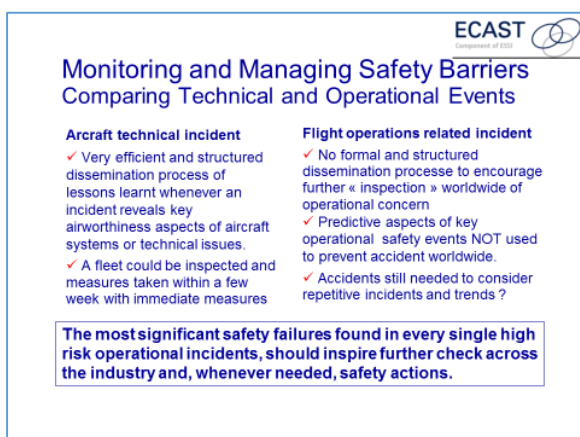 ECAST
Component of ESSI
Monitoring and Managing Safety Barriers
Comparing Technical and Operational Events
Arcraft technical incident
✓ Very efficient and structured
dissemination process of
lessons learnt whenever an
incident reveals key
airworthiness aspects of aircraft
systems or technical issues.
✓ A fleet could be inspected and
measures taken within a few
week with immediate measures
Flight operations related incident
✓ No formal and structured
dissemination processe to encourage
further « inspection » worldwide of
operational concern
✓ Predictive aspects of key
operational safety events NOT used
to prevent accident worldwide.
✓ Accidents still needed to consider
repetitive incidents and trends ?
The most significant safety failures found in every single high
risk operational incidents, should inspire further check across
the industry and, whenever needed, safety actions.